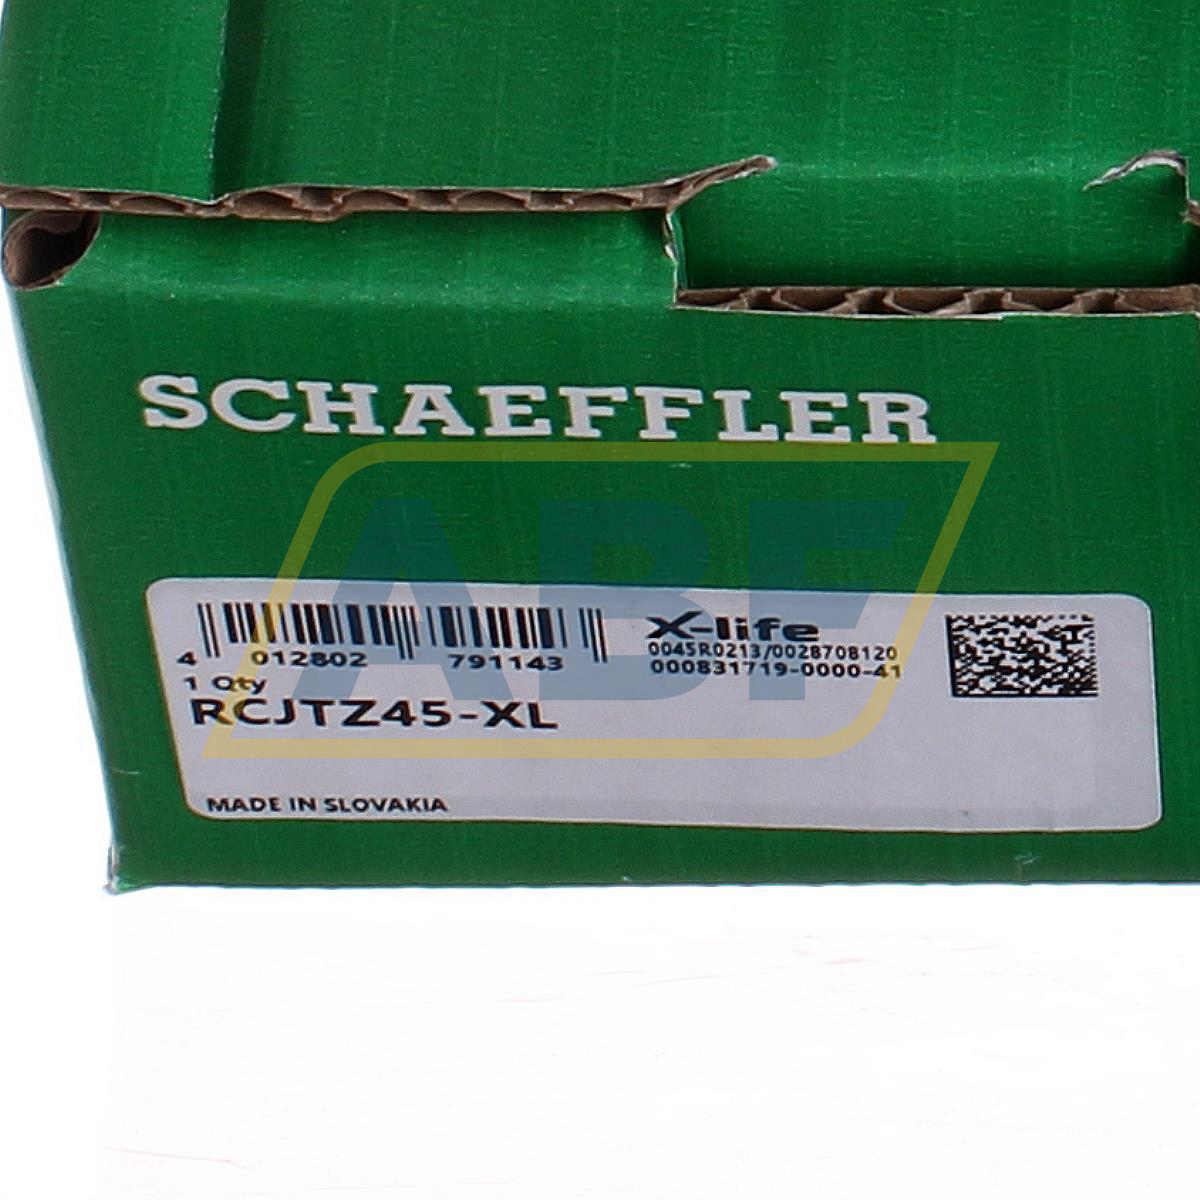 SCHAEFFLER
ABF
X-life
0045R0213/0028708120
000831719-0000-41
4 012802 791143
1 Qty
RCJTZ45-XL
MADE IN SLOVAKIA